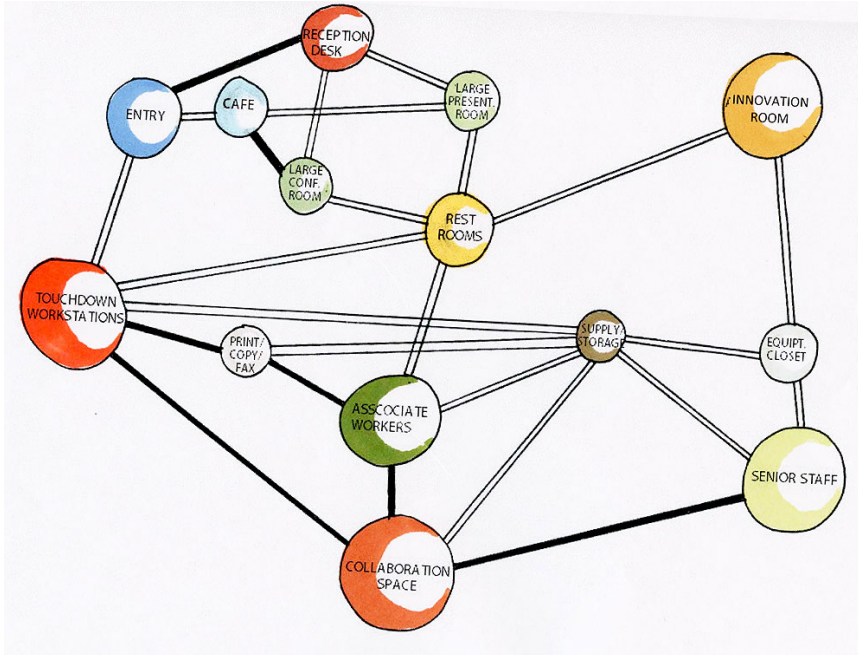 RECEPTION
DESK
ENTRY
CAFE
LARGE
PRESENT.
ROOM
INNOVATION
ROOM
LARGE
CONF.
ROOM
REST
ROOMS
TOUCHDOWN
WORKSTATIONS
PRINT/
COPY/
FAX
SUPPLY/
STORAGE
EQUIPT.
CLOSET
ASSCOCIATE
WORKERS
SENIOR STAFF
COLLABORATION
SPACE